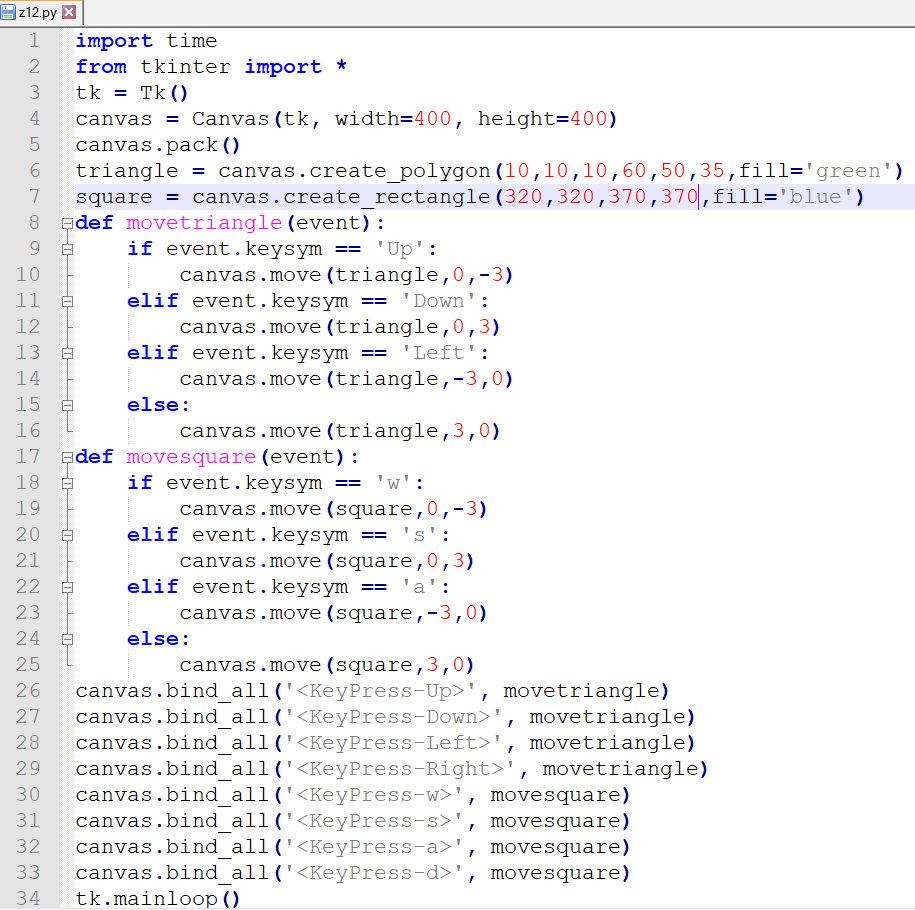 z12.py
1 import time
2 from tkinter import *
3 tk = Tk()
4 canvas = Canvas(tk, width=400, height=400)
5 canvas.pack()
6 triangle = canvas.create_polygon(10,10,10,60,50,35,fill='green')
7 square = canvas.create_rectangle(320,320,370,370,fill='blue')
8 def movetriangle(event):
9     if event.keysym == 'Up':
10         canvas.move(triangle,0,-3)
11     elif event.keysym == 'Down':
12         canvas.move(triangle,0,3)
13     elif event.keysym == 'Left':
14         canvas.move(triangle,-3,0)
15     else:
16         canvas.move(triangle,3,0)
17 def movesquare(event):
18     if event.keysym == 'w':
19         canvas.move(square,0,-3)
20     elif event.keysym == 's':
21         canvas.move(square,0,3)
22     elif event.keysym == 'a':
23         canvas.move(square,-3,0)
24     else:
25         canvas.move(square,3,0)
26 canvas.bind_all('<KeyPress-Up>', movetriangle)
27 canvas.bind_all('<KeyPress-Down>', movetriangle)
28 canvas.bind_all('<KeyPress-Left>', movetriangle)
29 canvas.bind_all('<KeyPress-Right>', movetriangle)
30 canvas.bind_all('<KeyPress-w>', movesquare)
31 canvas.bind_all('<KeyPress-s>', movesquare)
32 canvas.bind_all('<KeyPress-a>', movesquare)
33 canvas.bind_all('<KeyPress-d>', movesquare)
34 tk.mainloop()